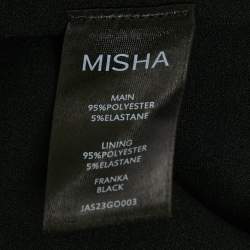 MISHA
MAIN
95%POLYESTER
5%ELASTANE
LINING
95%POLYESTER
5%ELASTANE
FRANKA
BLACK
JAS23GO003